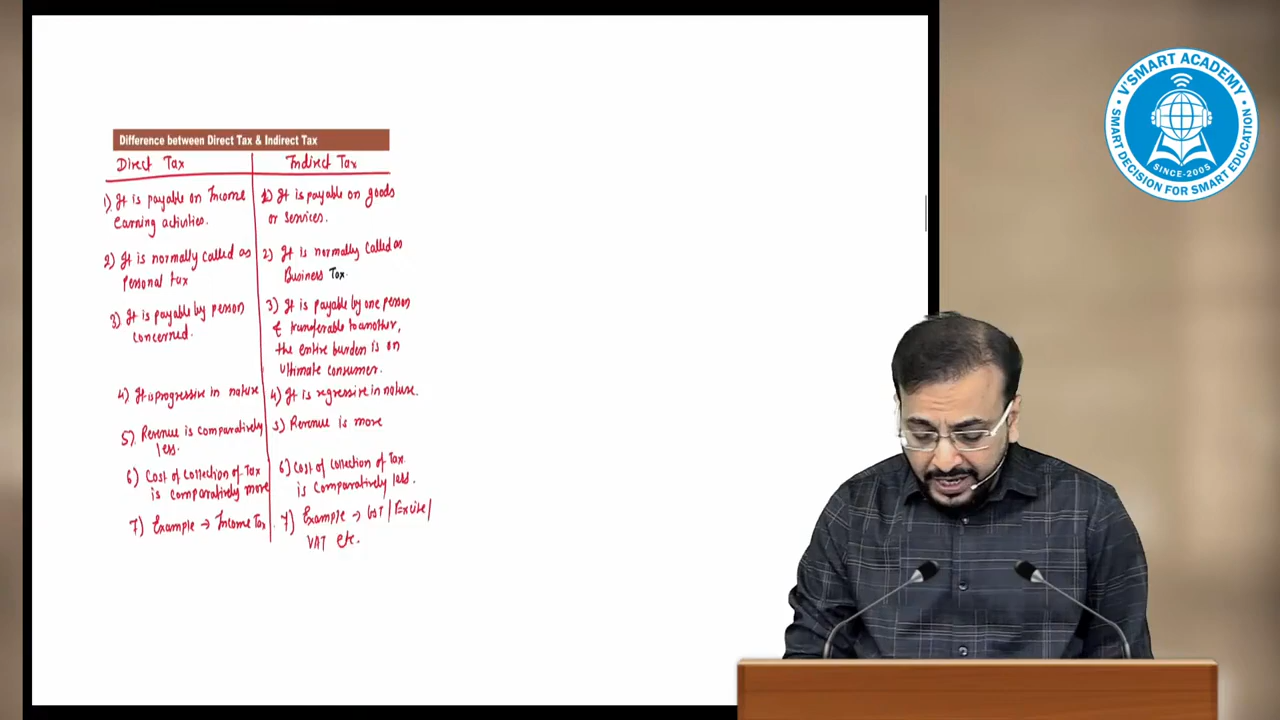 Difference between Direct Tax & Indirect Tax
Direct Tax
Indirect Tax
1) It is payable on Income
earning activities.
1) It is payable on goods
or services.
2) It is normally called as
Personal tax
2) It is normally called as
Business Tax.
3) It is payable by person
concerned.
3) It is payable by one person
& transferable to another,
the entire burden is on
ultimate consumer.
4) It is progressive in nature
4) It is regressive in nature.
5) Revenue is comparatively
less.
5) Revenue is more
6) Cost of collection of Tax
is comparatively more
6) Cost of collection of Tax
is comparatively less.
7) Example → Income Tax
7) Example → GST / Excise /
VAT etc.
V'SMART ACADEMY
SINCE-2005
SMART DECISION FOR SMART EDUCATION